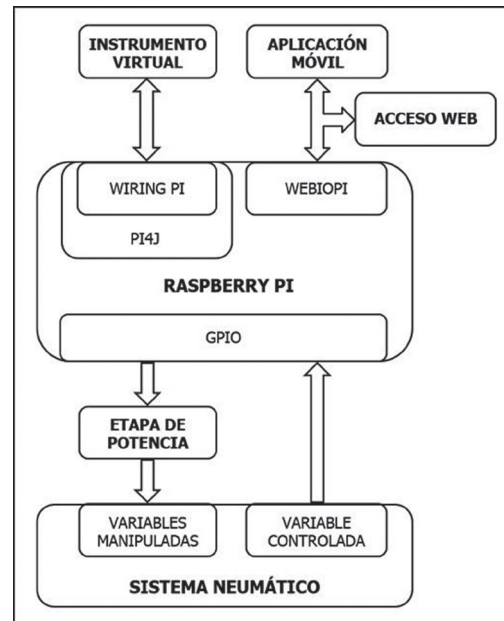 INSTRUMENTO
VIRTUAL
APLICACIÓN
MÓVIL
ACCESO WEB
WIRING PI
WEBIOPI
PI4J
RASPBERRY PI
GPIO
ETAPA DE
POTENCIA
VARIABLES
MANIPULADAS
VARIABLE
CONTROLADA
SISTEMA NEUMÁTICO